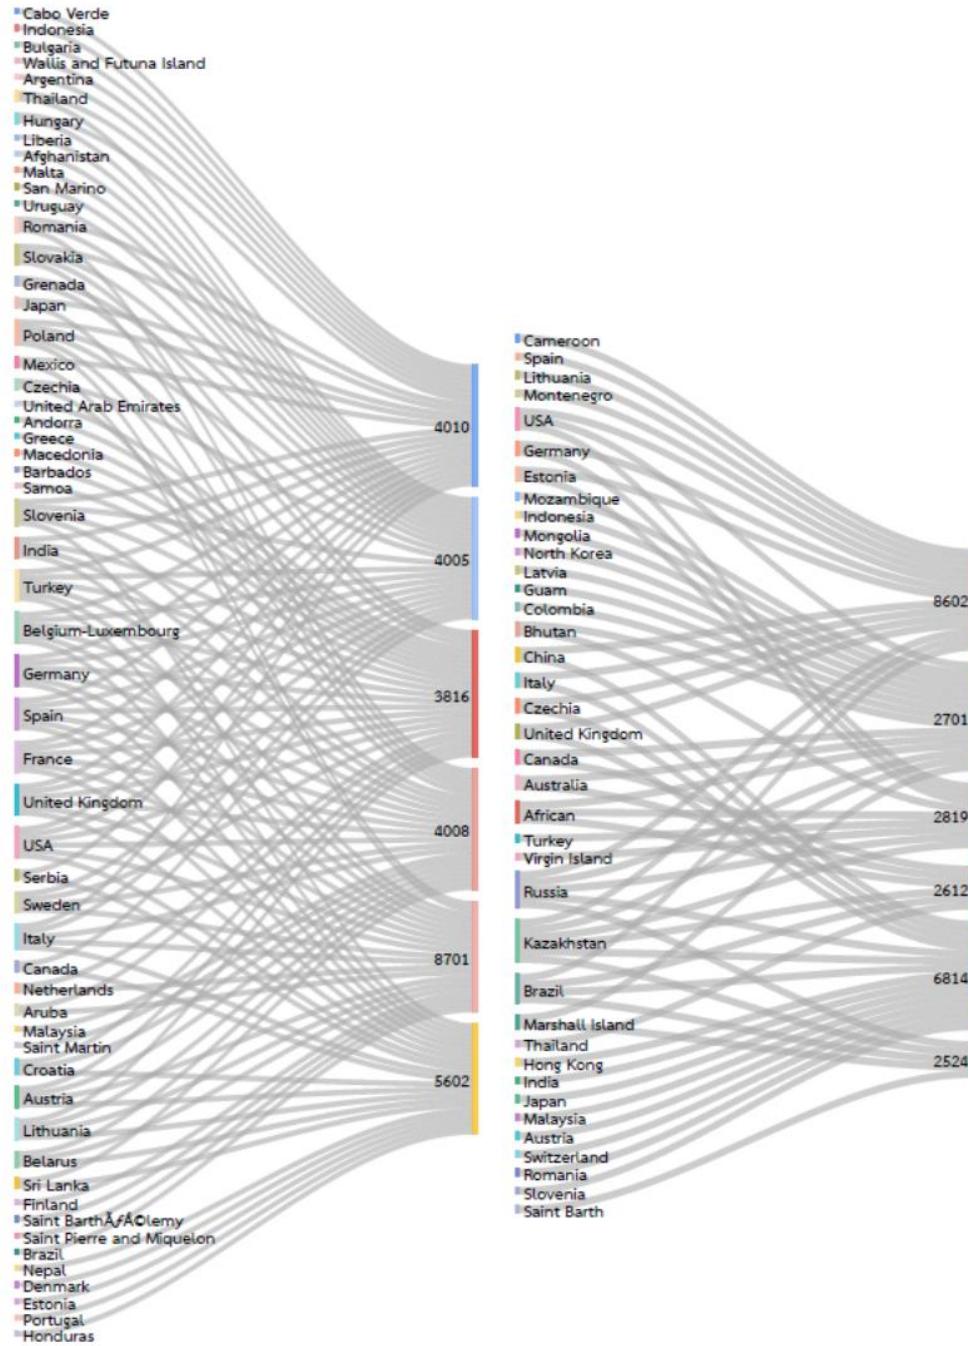 Cabo Verde
Indonesia
Bulgaria
Wallis and Futuna Island
Argentina
Thailand
Hungary
Liberia
Afghanistan
Malta
San Marino
Uruguay
Romania
Slovakia
Grenada
Japan
Poland
Mexico
Czechia
United Arab Emirates
Andorra
Greece
Macedonia
Barbados
Samoa
Slovenia
India
Turkey
Belgium-Luxembourg
Germany
Spain
France
United Kingdom
USA
Serbia
Sweden
Italy
Canada
Netherlands
Aruba
Malaysia
Saint Martin
Croatia
Austria
Lithuania
Belarus
Sri Lanka
Finland
Saint BarthÃƒÂ©lemy
Saint Pierre and Miquelon
Brazil
Nepal
Denmark
Estonia
Portugal
Honduras
4010
4005
3816
4008
8701
5602
Cameroon
Spain
Lithuania
Montenegro
USA
Germany
Estonia
Mozambique
Indonesia
Mongolia
North Korea
Latvia
Guam
Colombia
Bhutan
China
Italy
Czechia
United Kingdom
Canada
Australia
African
Turkey
Virgin Island
Russia
Kazakhstan
Brazil
Marshall Island
Thailand
Hong Kong
India
Japan
Malaysia
Austria
Switzerland
Romania
Slovenia
Saint Barth
8602
2701
2819
2612
6814
2524